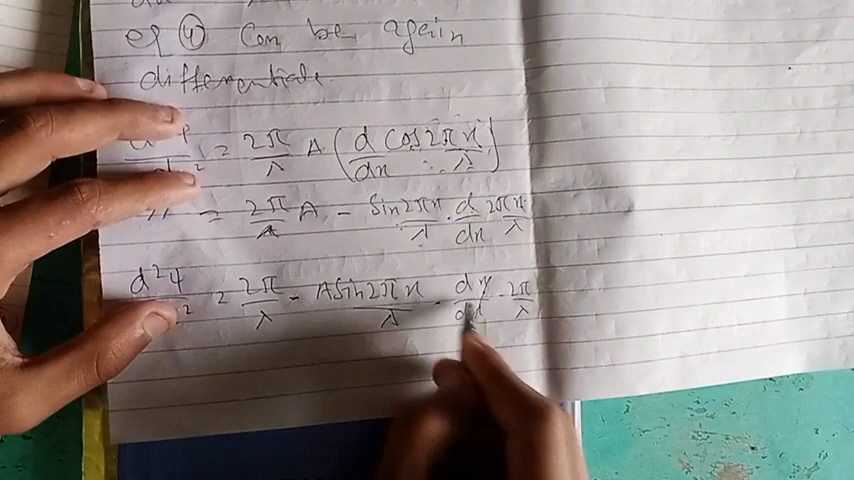 eq ④ Can be again
differentiate
= 2π/λ A (d/dx Cos 2πx/λ)
= 2π/λ A - Sin 2πx/λ . d/dx 2πx/λ
d²ψ/ ² = 2π/λ - A Sin 2πx/λ . d x/dx . 2π/λ